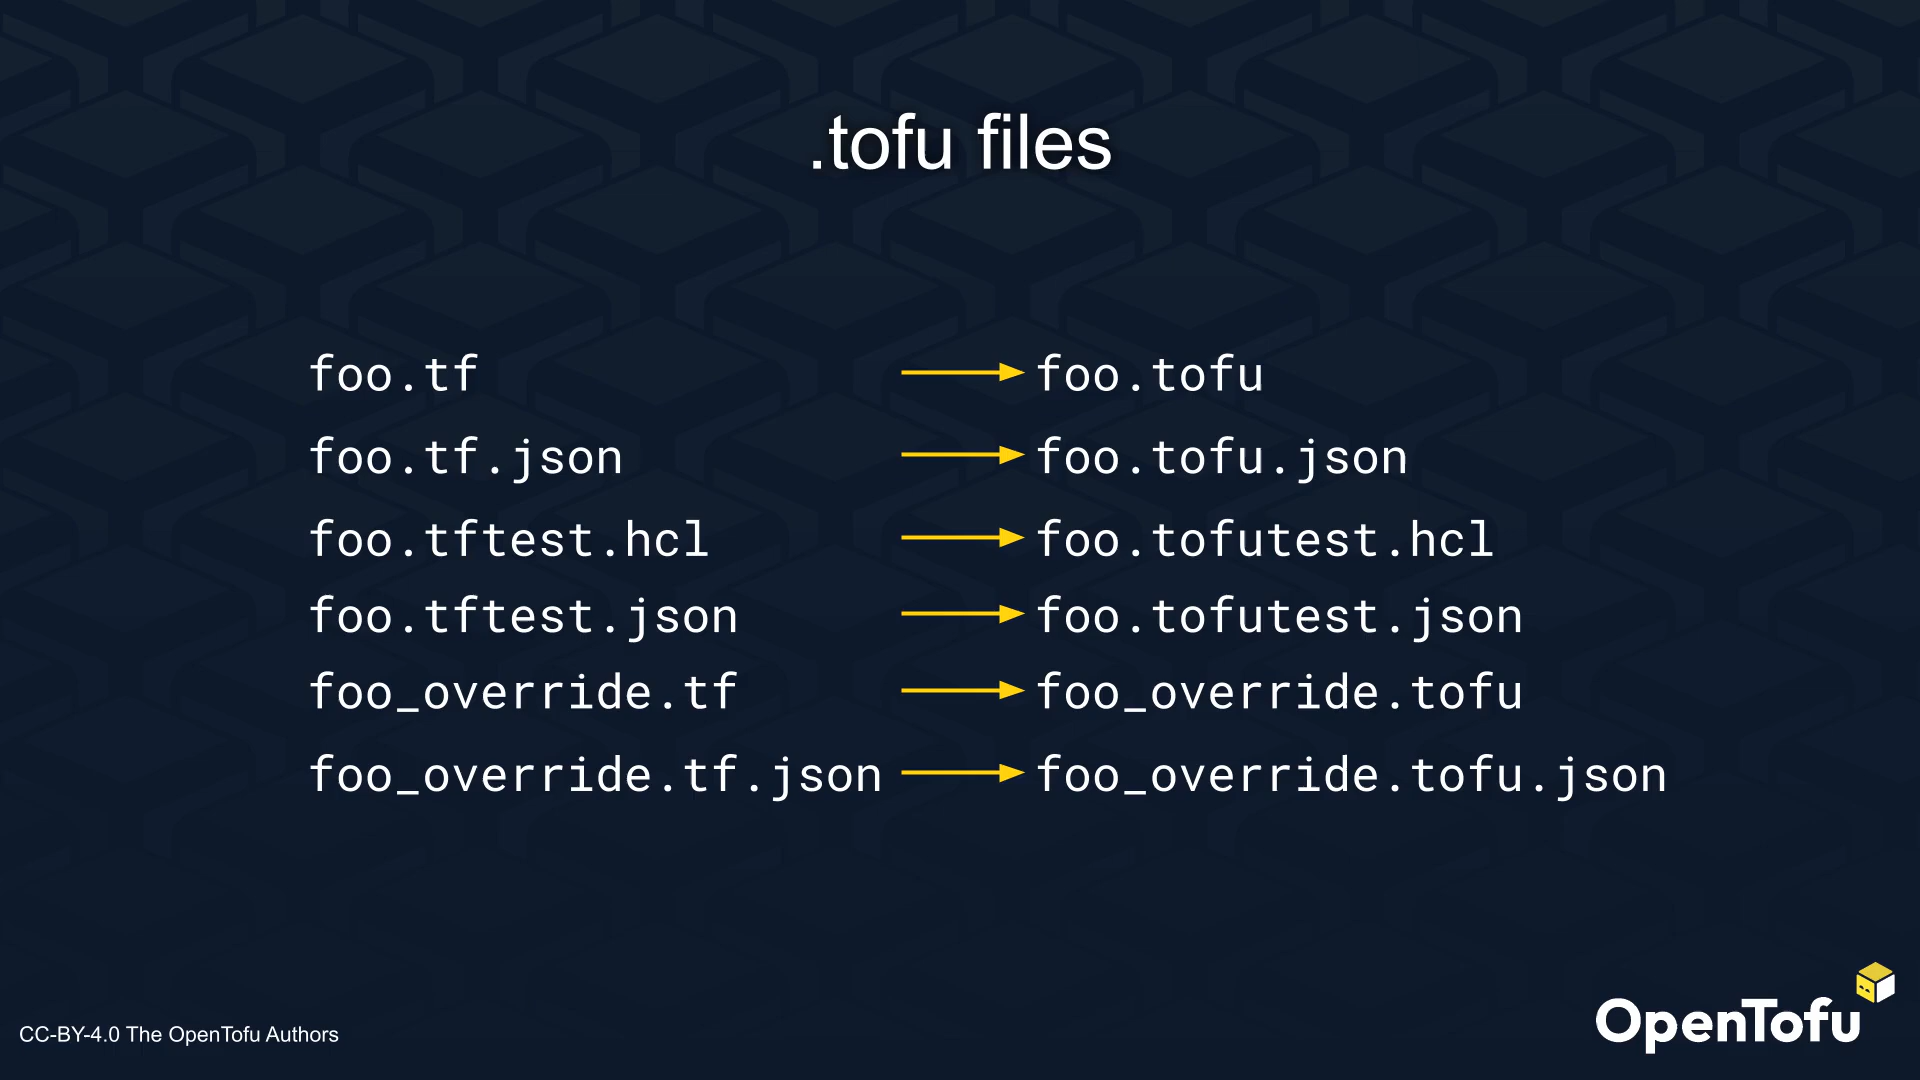 .tofu files
foo.tf foo.tofu
foo.tf.json foo.tofu.json
foo.tftest.hcl foo.tofutest.hcl
foo.tftest.json foo.tofutest.json
foo_override.tf foo_override.tofu
foo_override.tf.json foo_override.tofu.json
CC-BY-4.0 The OpenTofu Authors
OpenTofu